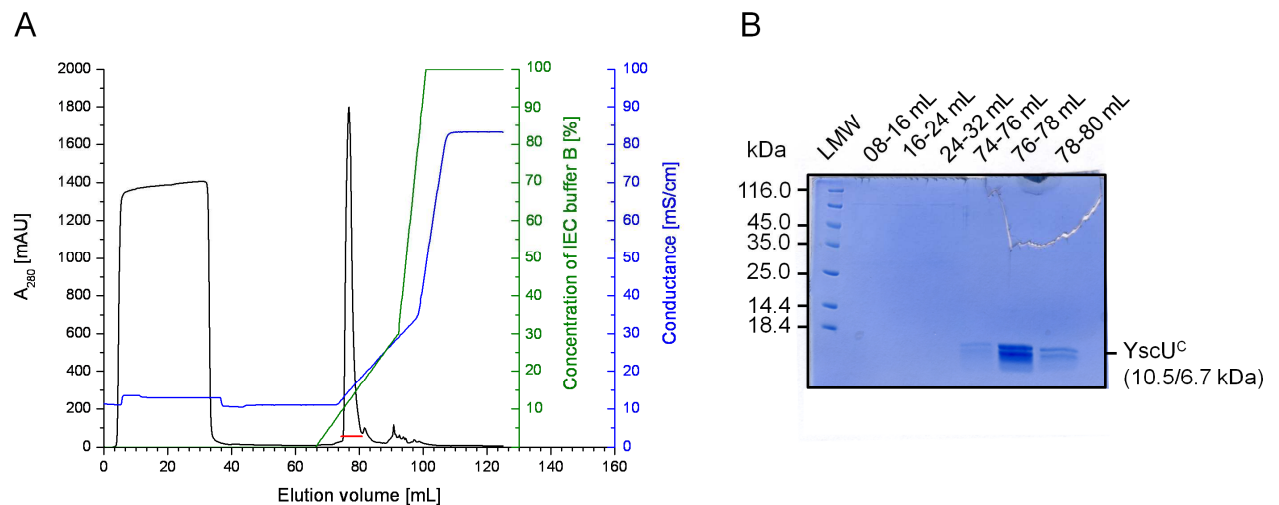 A
B
2000
1800
1600
1400
1200
1000
800
600
400
200
0
A280 [mAU]
0 20 40 60 80 100 120 140 160
Elution volume [mL]
100
90
80
70
60
50
40
30
20
10
0
Concentration of IEC buffer B [%]
100
90
80
70
60
50
40
30
20
10
0
Conductance [mS/cm]
kDa
LMW
08-16 mL
16-24 mL
24-32 mL
74-76 mL
76-78 mL
78-80 mL
116.0
45.0
35.0
25.0
14.4
18.4
YscUC
(10.5/6.7 kDa)